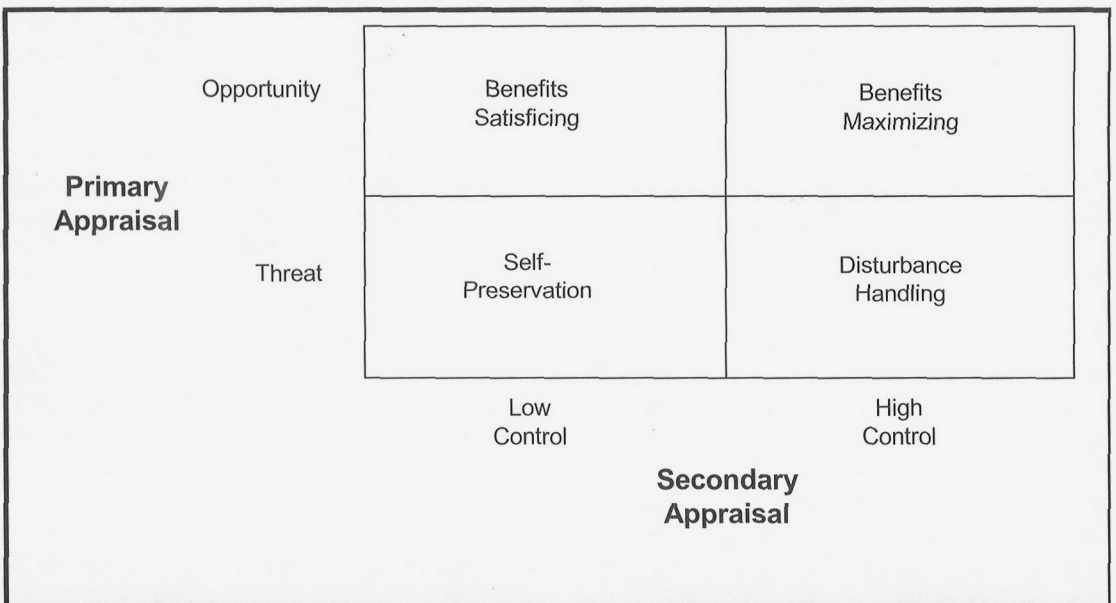 Opportunity
Benefits
Satisficing
Benefits
Maximizing
Primary
Appraisal
Threat
Self-
Preservation
Disturbance
Handling
Low
Control
High
Control
Secondary
Appraisal